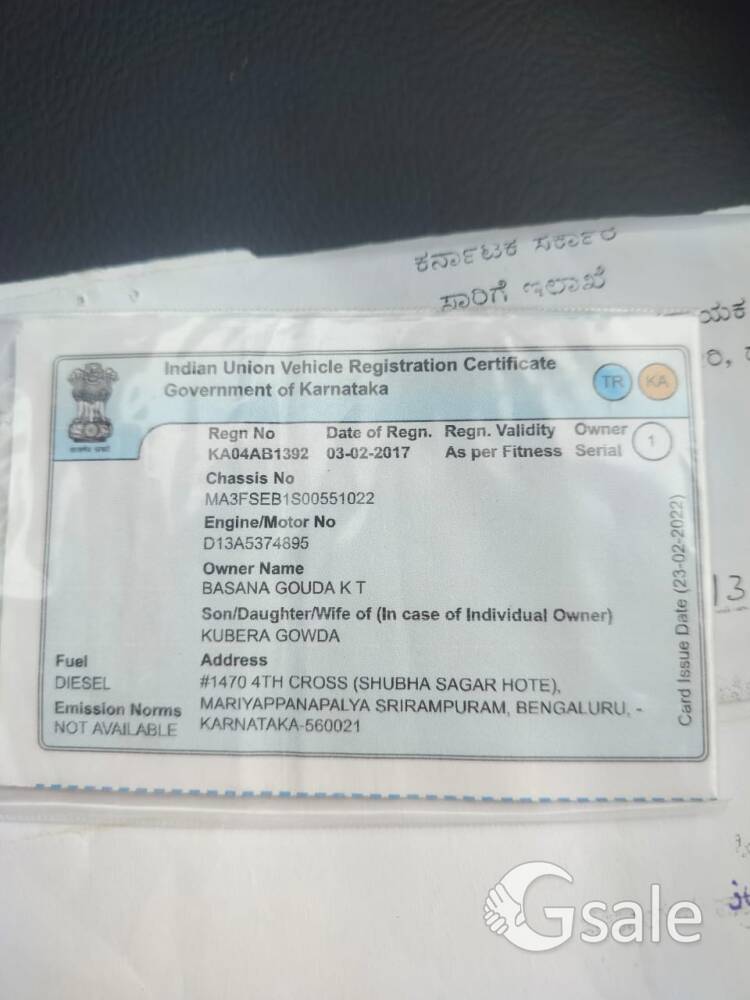 ಕರ್ನಾಟಕ ಸರ್ಕಾರ
ಸಾರಿಗೆ ಇಲಾಖೆ
ಯಕ
ರಿ,
Indian Union Vehicle Registration Certificate
Government of Karnataka
TR KA
Regn No Date of Regn. Regn. Validity Owner
KA04AB1392 03-02-2017 As per Fitness Serial 1
Chassis No
MA3FSEB1S00551022
Engine/Motor No
D13A5374895
Owner Name
BASANA GOUDA K T
Son/Daughter/Wife of (In case of Individual Owner)
KUBERA GOWDA
Fuel Address
DIESEL #1470 4TH CROSS (SHUBHA SAGAR HOTE),
Emission Norms MARIYAPPANAPALYA SRIRAMPURAM, BENGALURU, -
NOT AVAILABLE KARNATAKA-560021
Card Issue Date (23-02-2022)
13
Gsale